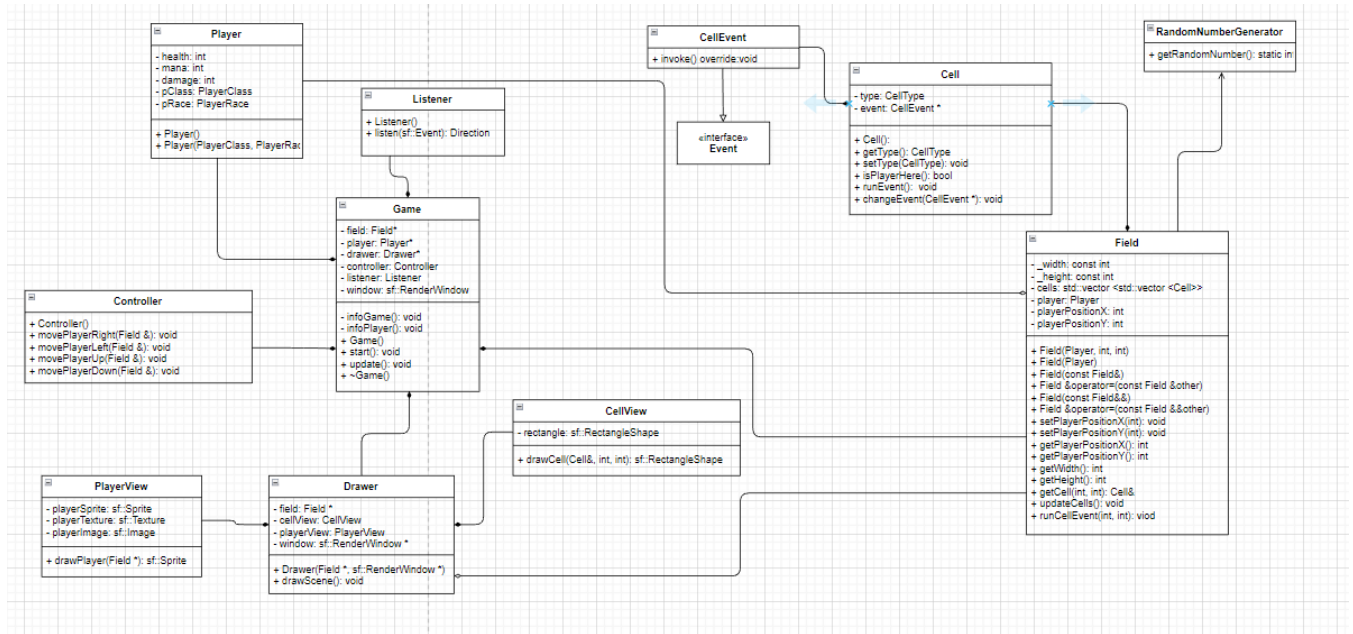 Player
- health: int
- mana: int
- damage: int
- pClass: PlayerClass
- pRace: PlayerRace
+ Player()
+ Player(PlayerClass, PlayerRac
Listener
+ Listener()
+ listen(sf::Event): Direction
CellEvent
+ invoke() override:void
«interface»
Event
Cell
- type: CellType
- event: CellEvent *
+ Cell():
+ getType(): CellType
+ setType(CellType): void
+ isPlayerHere(): bool
+ runEvent(): void
+ changeEvent(CellEvent *): void
RandomNumberGenerator
+ getRandomNumber(): static int
Game
- field: Field*
- player: Player*
- drawer: Drawer*
- controller: Controller
- listener: Listener
- window: sf::RenderWindow
- infoGame(): void
- infoPlayer(): void
+ Game()
+ start(): void
+ update(): void
+ ~Game()
Controller
+ Controller()
+ movePlayerRight(Field &): void
+ movePlayerLeft(Field &): void
+ movePlayerUp(Field &): void
+ movePlayerDown(Field &): void
Field
- _width: const int
- _height: const int
- cells: std::vector <std::vector <Cell>>
- player: Player
- playerPositionX: int
- playerPositionY: int
+ Field(Player, int, int)
+ Field(Player)
+ Field(const Field&)
+ Field &operator=(const Field &other)
+ Field(const Field&&)
+ Field &operator=(const Field &&other)
+ setPlayerPositionX(int): void
+ setPlayerPositionY(int): void
+ getPlayerPositionX(): int
+ getPlayerPositionY(): int
+ getWidth(): int
+ getHeight(): int
+ getCell(int, int): Cell&
+ updateCells(): void
+ runCellEvent(int, int): viod
CellView
- rectangle: sf::RectangleShape
+ drawCell(Cell&, int, int): sf::RectangleShape
PlayerView
- playerSprite: sf::Sprite
- playerTexture: sf::Texture
- playerImage: sf::Image
+ drawPlayer(Field *): sf::Sprite
Drawer
- field: Field *
- cellView: CellView
- playerView: PlayerView
- window: sf::RenderWindow *
+ Drawer(Field *, sf::RenderWindow *)
+ drawScene(): void